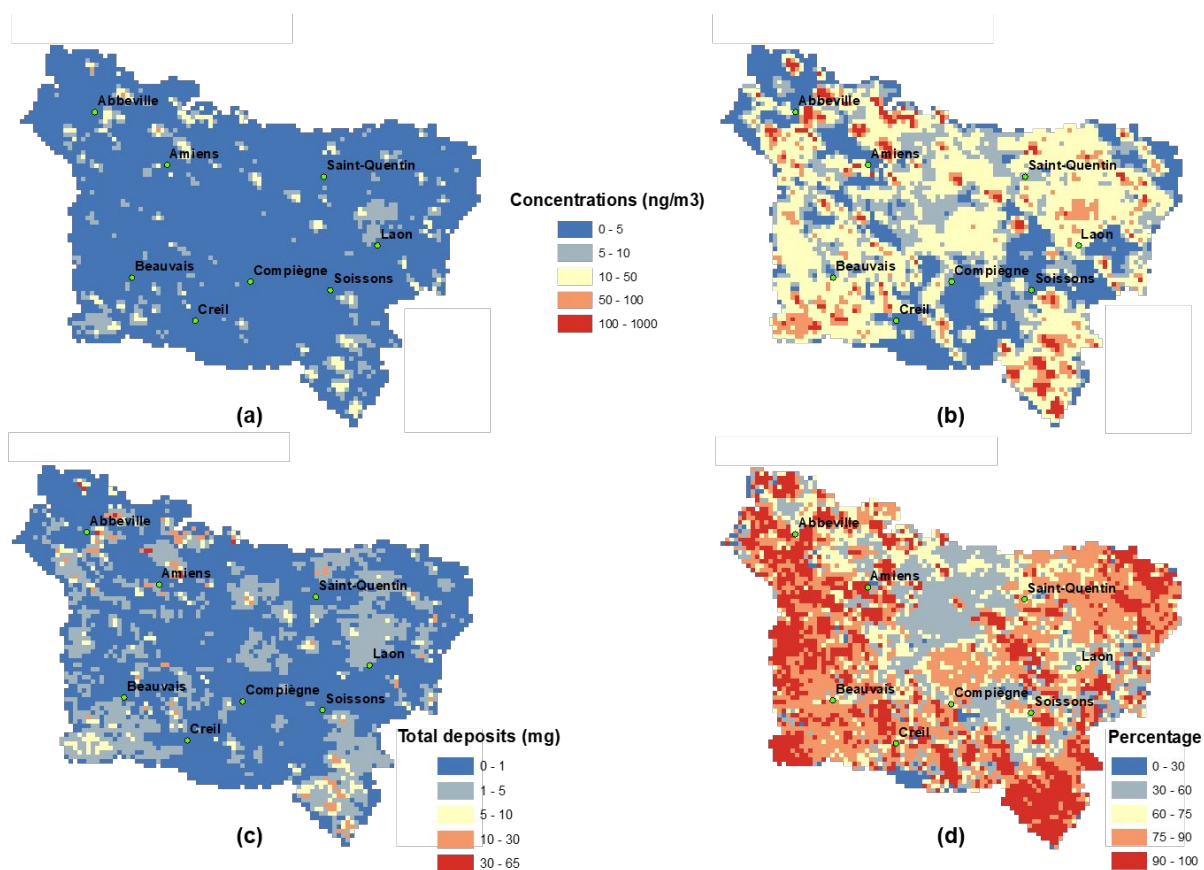 Abbeville
Amiens
Saint-Quentin
Laon
Beauvais
Compiègne
Soissons
Creil
(a)
Concentrations (ng/m3)
0 - 5
5 - 10
10 - 50
50 - 100
100 - 1000
Abbeville
Amiens
Saint-Quentin
Laon
Beauvais
Compiègne
Soissons
Creil
(b)
Abbeville
Amiens
Saint-Quentin
Laon
Beauvais
Compiègne
Soissons
Creil
Total deposits (mg)
0 - 1
1 - 5
5 - 10
10 - 30
30 - 65
(c)
Abbeville
Amiens
Saint-Quentin
Laon
Beauvais
Compiègne
Soissons
Creil
Percentage
0 - 30
30 - 60
60 - 75
75 - 90
90 - 100
(d)